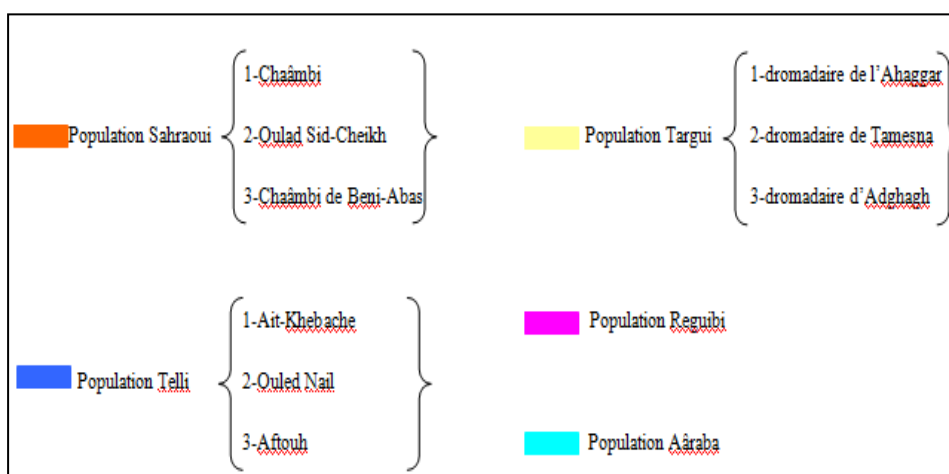 1-Chaâmbi
Population Sahraoui
2-Oulad Sid-Cheikh
3-Chaâmbi de Beni-Abas
1-dromadaire de l'Ahaggar
Population Targui
2-dromadaire de Tamesna
3-dromadaire d'Adghagh
1-Ait-Khebache
Population Telli
2-Ouled Nail
3-Aftouh
Population Reguibi
Population Aâraba